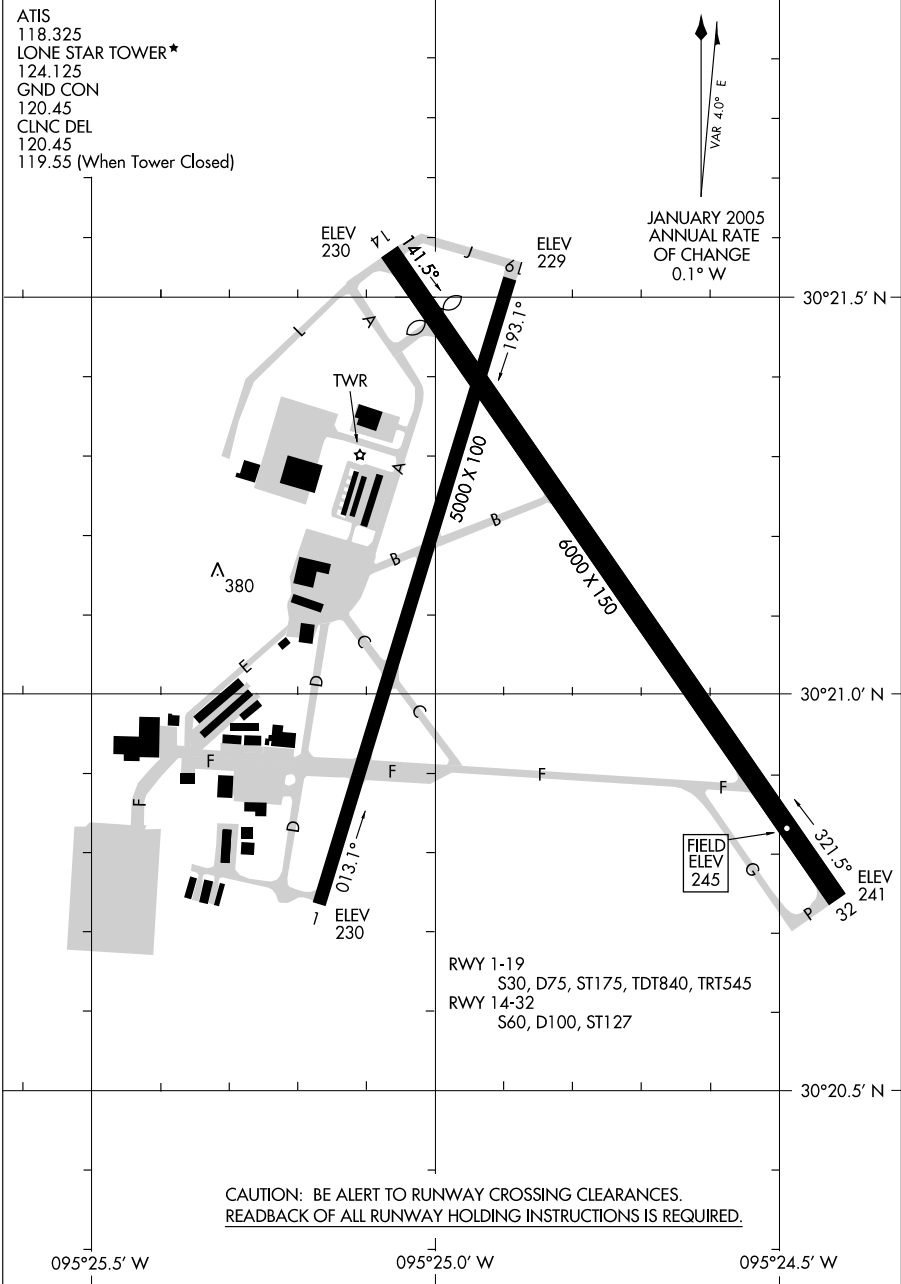 ATIS
118.325
LONE STAR TOWER★
124.125
GND CON
120.45
CLNC DEL
120.45
119.55 (When Tower Closed)
VAR 4.0° E
JANUARY 2005
ANNUAL RATE
OF CHANGE
0.1° W
ELEV
230
14
141.5°
J
ELEV
229
19
193.1°
30°21.5' N
L
A
TWR
A
5000 X 100
B
B
6000 X 150
380
C
E
D
C
30°21.0' N
F
F
F
F
F
D
013.1°
1
ELEV
230
FIELD
ELEV
245
321.5°
G
P
ELEV
241
32
RWY 1-19
S30, D75, ST175, TDT840, TRT545
RWY 14-32
S60, D100, ST127
30°20.5' N
CAUTION: BE ALERT TO RUNWAY CROSSING CLEARANCES.
READBACK OF ALL RUNWAY HOLDING INSTRUCTIONS IS REQUIRED.
095°25.5' W
095°25.0' W
095°24.5' W